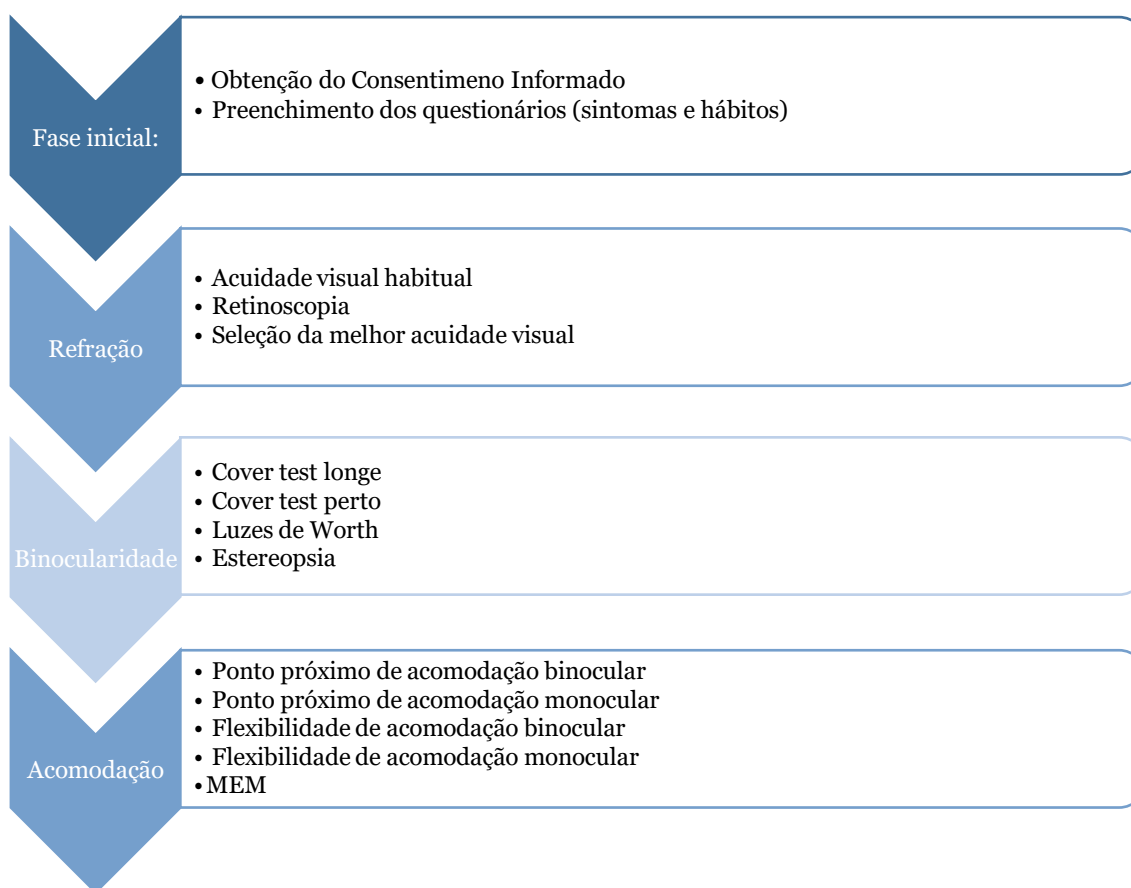 Fase inicial:
• Obtenção do Consentimeno Informado
• Preenchimento dos questionários (sintomas e hábitos)
Refração
• Acuidade visual habitual
• Retinoscopia
• Seleção da melhor acuidade visual
Binocularidade
• Cover test longe
• Cover test perto
• Luzes de Worth
• Estereopsia
Acomodação
• Ponto próximo de acomodação binocular
• Ponto próximo de acomodação monocular
• Flexibilidade de acomodação binocular
• Flexibilidade de acomodação monocular
• MEM